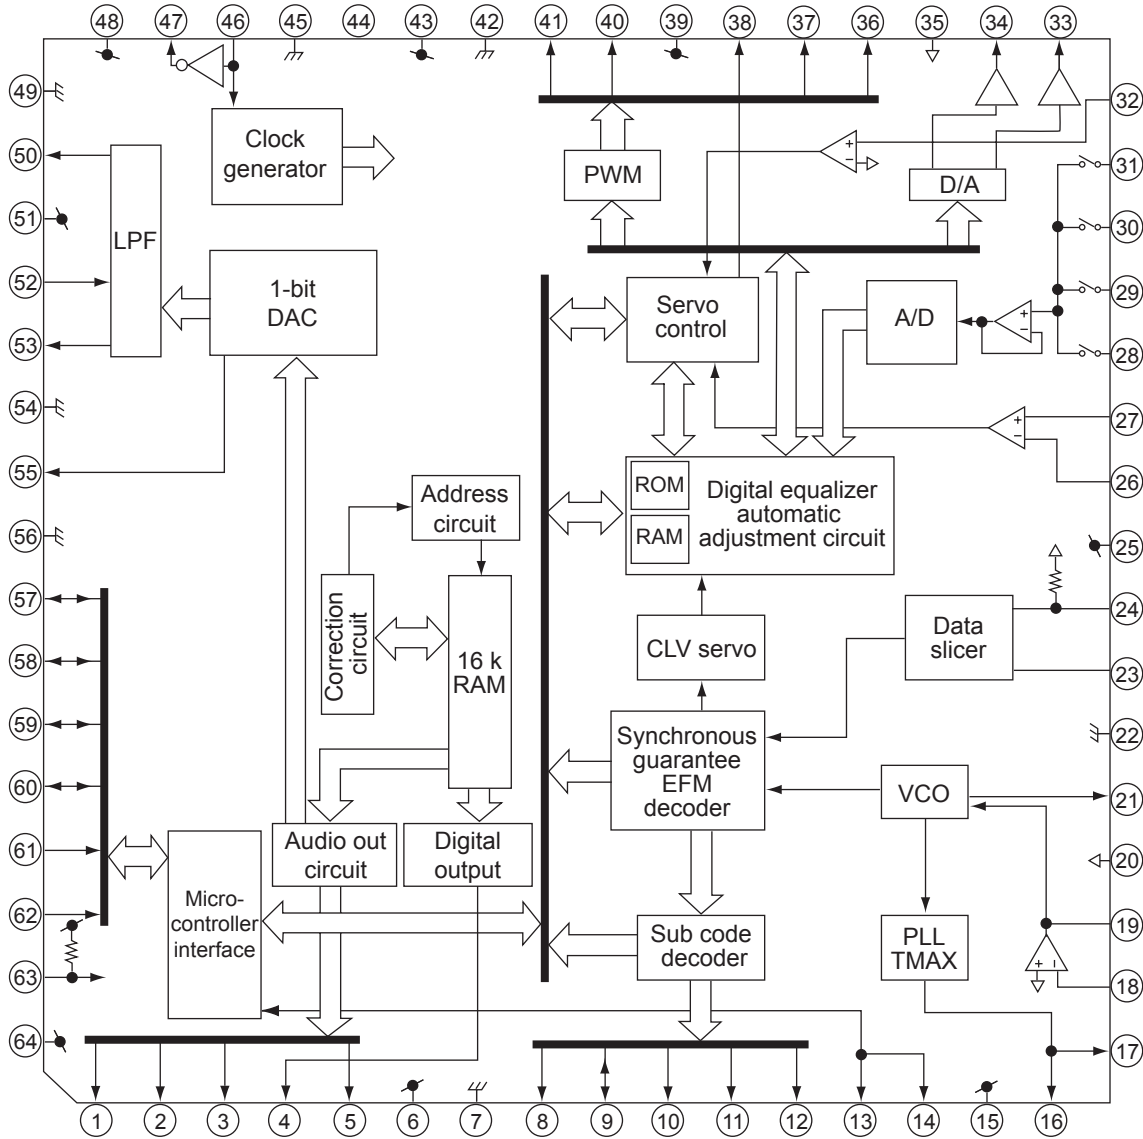 48 47 46 45 44 43 42 41 40 39 38 37 36 35 34 33
49
50
51
52
53
54
55
56
57
58
59
60
61
62
63
64
32
31
30
29
28
27
26
25
24
23
22
21
20
19
18
17
Clock
generator
LPF
1-bit
DAC
PWM
+
−
D/A
Servo
control
A/D
+
−
+
−
Address
circuit
ROM
RAM
Digital equalizer
automatic
adjustment circuit
Correction
circuit
16 k
RAM
CLV servo
Data
slicer
Synchronous
guarantee
EFM
decoder
VCO
Audio out
circuit
Digital
output
Micro-
controller
interface
Sub code
decoder
PLL
TMAX
+ −
1 2 3 4 5 6 7 8 9 10 11 12 13 14 15 16